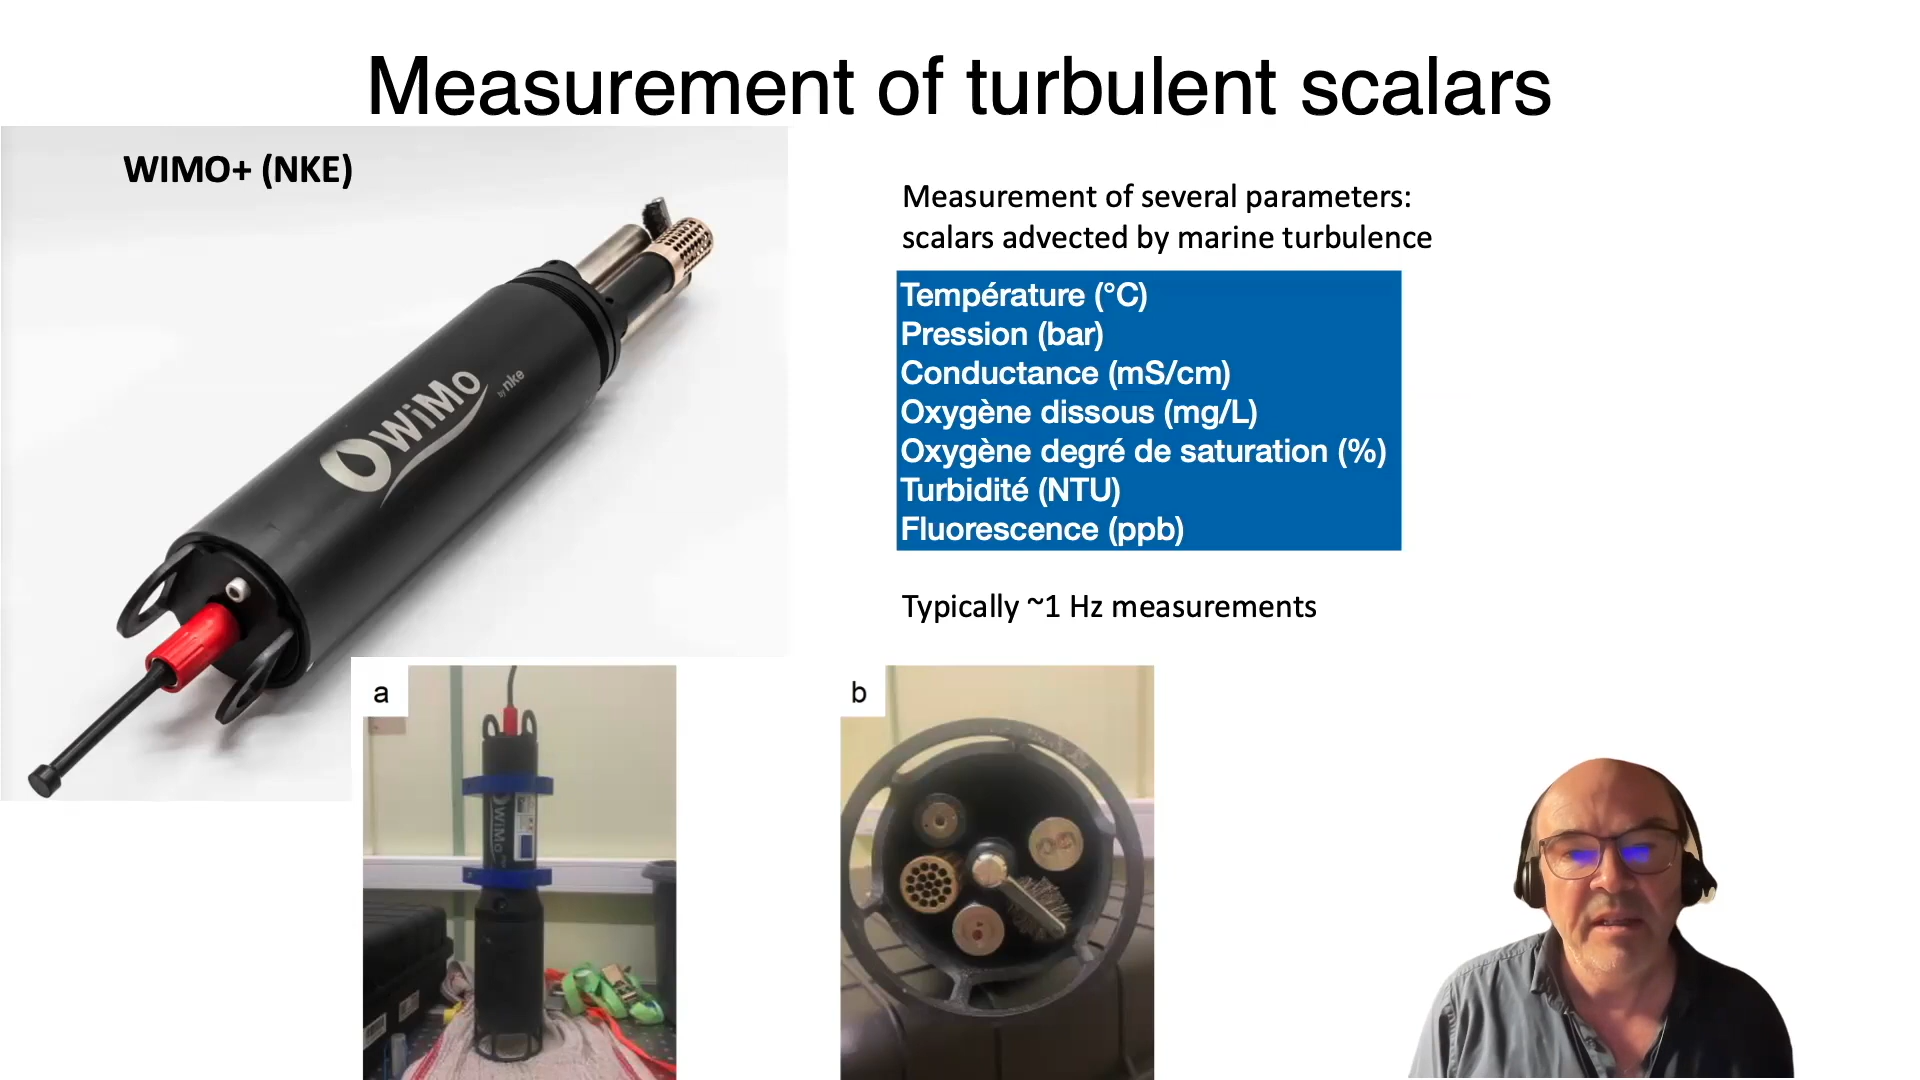 Measurement of turbulent scalars
WIMO+ (NKE)
WiMo
by nke
Measurement of several parameters:
scalars advected by marine turbulence
Température (°C)
Pression (bar)
Conductance (mS/cm)
Oxygène dissous (mg/L)
Oxygène degré de saturation (%)
Turbidité (NTU)
Fluorescence (ppb)
Typically ~1 Hz measurements
a
WiMo
b